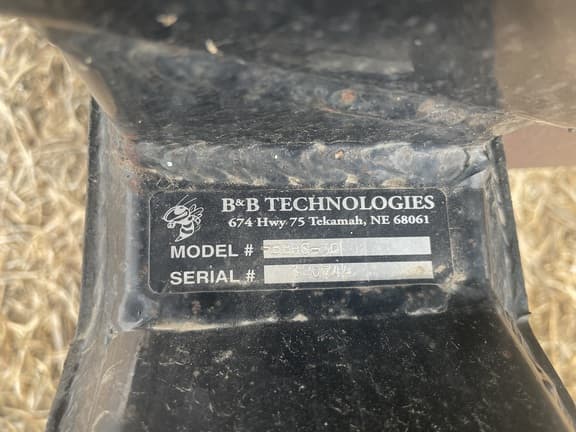 B&B TECHNOLOGIES
674 Hwy 75 Tekamah, NE 68061
MODEL #
SERIAL #